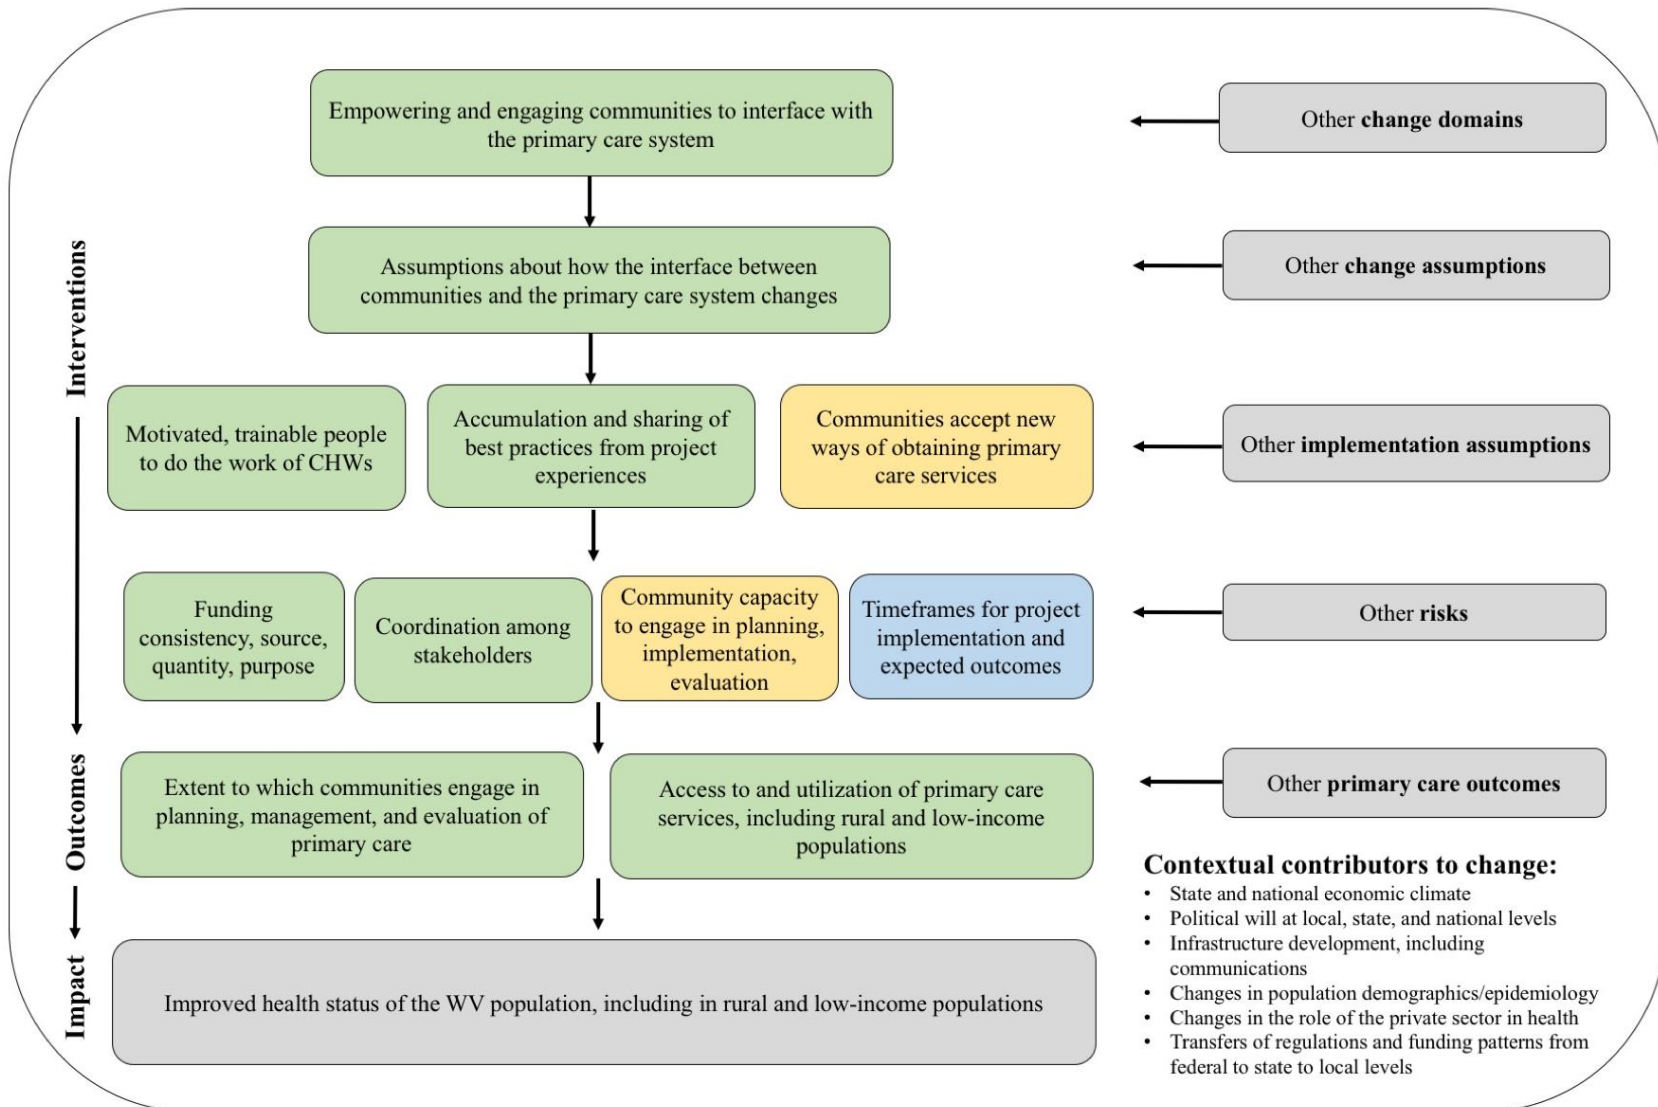 Empowering and engaging communities to interface with
the primary care system
Other change domains
Assumptions about how the interface between
communities and the primary care system changes
Other change assumptions
Interventions
Motivated, trainable people
to do the work of CHWs
Accumulation and sharing of
best practices from project
experiences
Communities accept new
ways of obtaining primary
care services
Other implementation assumptions
Funding
consistency, source,
quantity, purpose
Coordination among
stakeholders
Community capacity
to engage in planning,
implementation,
evaluation
Timeframes for project
implementation and
expected outcomes
Other risks
Outcomes
Extent to which communities engage in
planning, management, and evaluation of
primary care
Access to and utilization of primary care
services, including rural and low-income
populations
Other primary care outcomes
Impact
Improved health status of the WV population, including in rural and low-income populations
Contextual contributors to change:
• State and national economic climate
• Political will at local, state, and national levels
• Infrastructure development, including
communications
• Changes in population demographics/epidemiology
• Changes in the role of the private sector in health
• Transfers of regulations and funding patterns from
federal to state to local levels